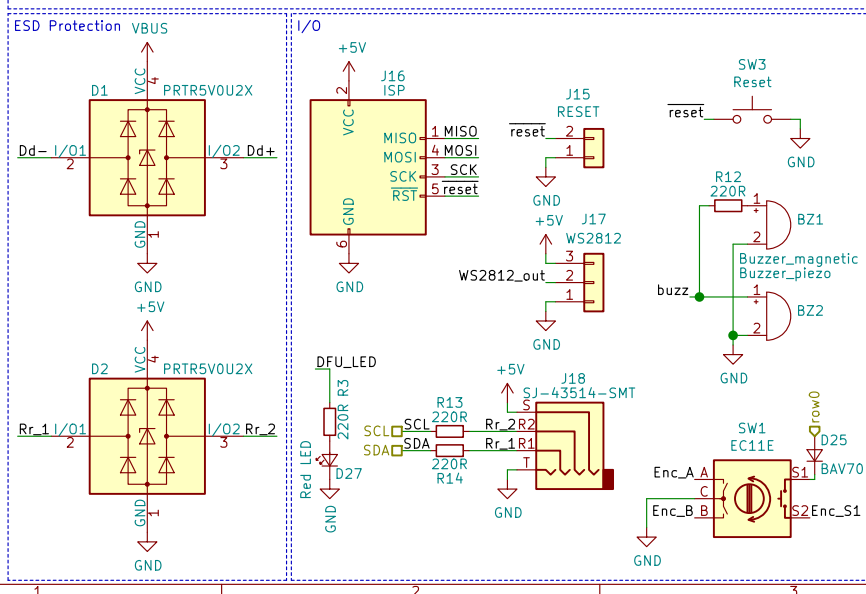 ESD Protection
VBUS
VCC
4
D1
PRTR5V0U2X
Dd-
I/O1
2
I/O2
3
Dd+
GND
1
GND
+5V
VCC
4
D2
PRTR5V0U2X
Rr_1
I/O1
2
I/O2
3
Rr_2
GND
1
GND
I/O
+5V
2
J16
ISP
VCC
MISO
1
MISO
MOSI
4
MOSI
SCK
3
SCK
RST
5
reset
GND
6
GND
J15
RESET
reset
2
1
GND
+5V
J17
WS2812
3
WS2812_out
2
1
GND
SW3
Reset
reset
GND
R12
220R
1
+
BZ1
2
Buzzer_magnetic
Buzzer_piezo
buzz
1
+
BZ2
2
GND
DFU_LED
R3
220R
Red LED
D27
GND
+5V
J18
SJ-43514-SMT
S
R13
220R
SCL
SCL
Rr_2
R2
SDA
SDA
Rr_1
R1
220R
R14
T
GND
row0
SW1
EC11E
D25
BAV70
Enc_A
A
S1
C
Enc_B
B
S2
Enc_S1
GND
1
2
3